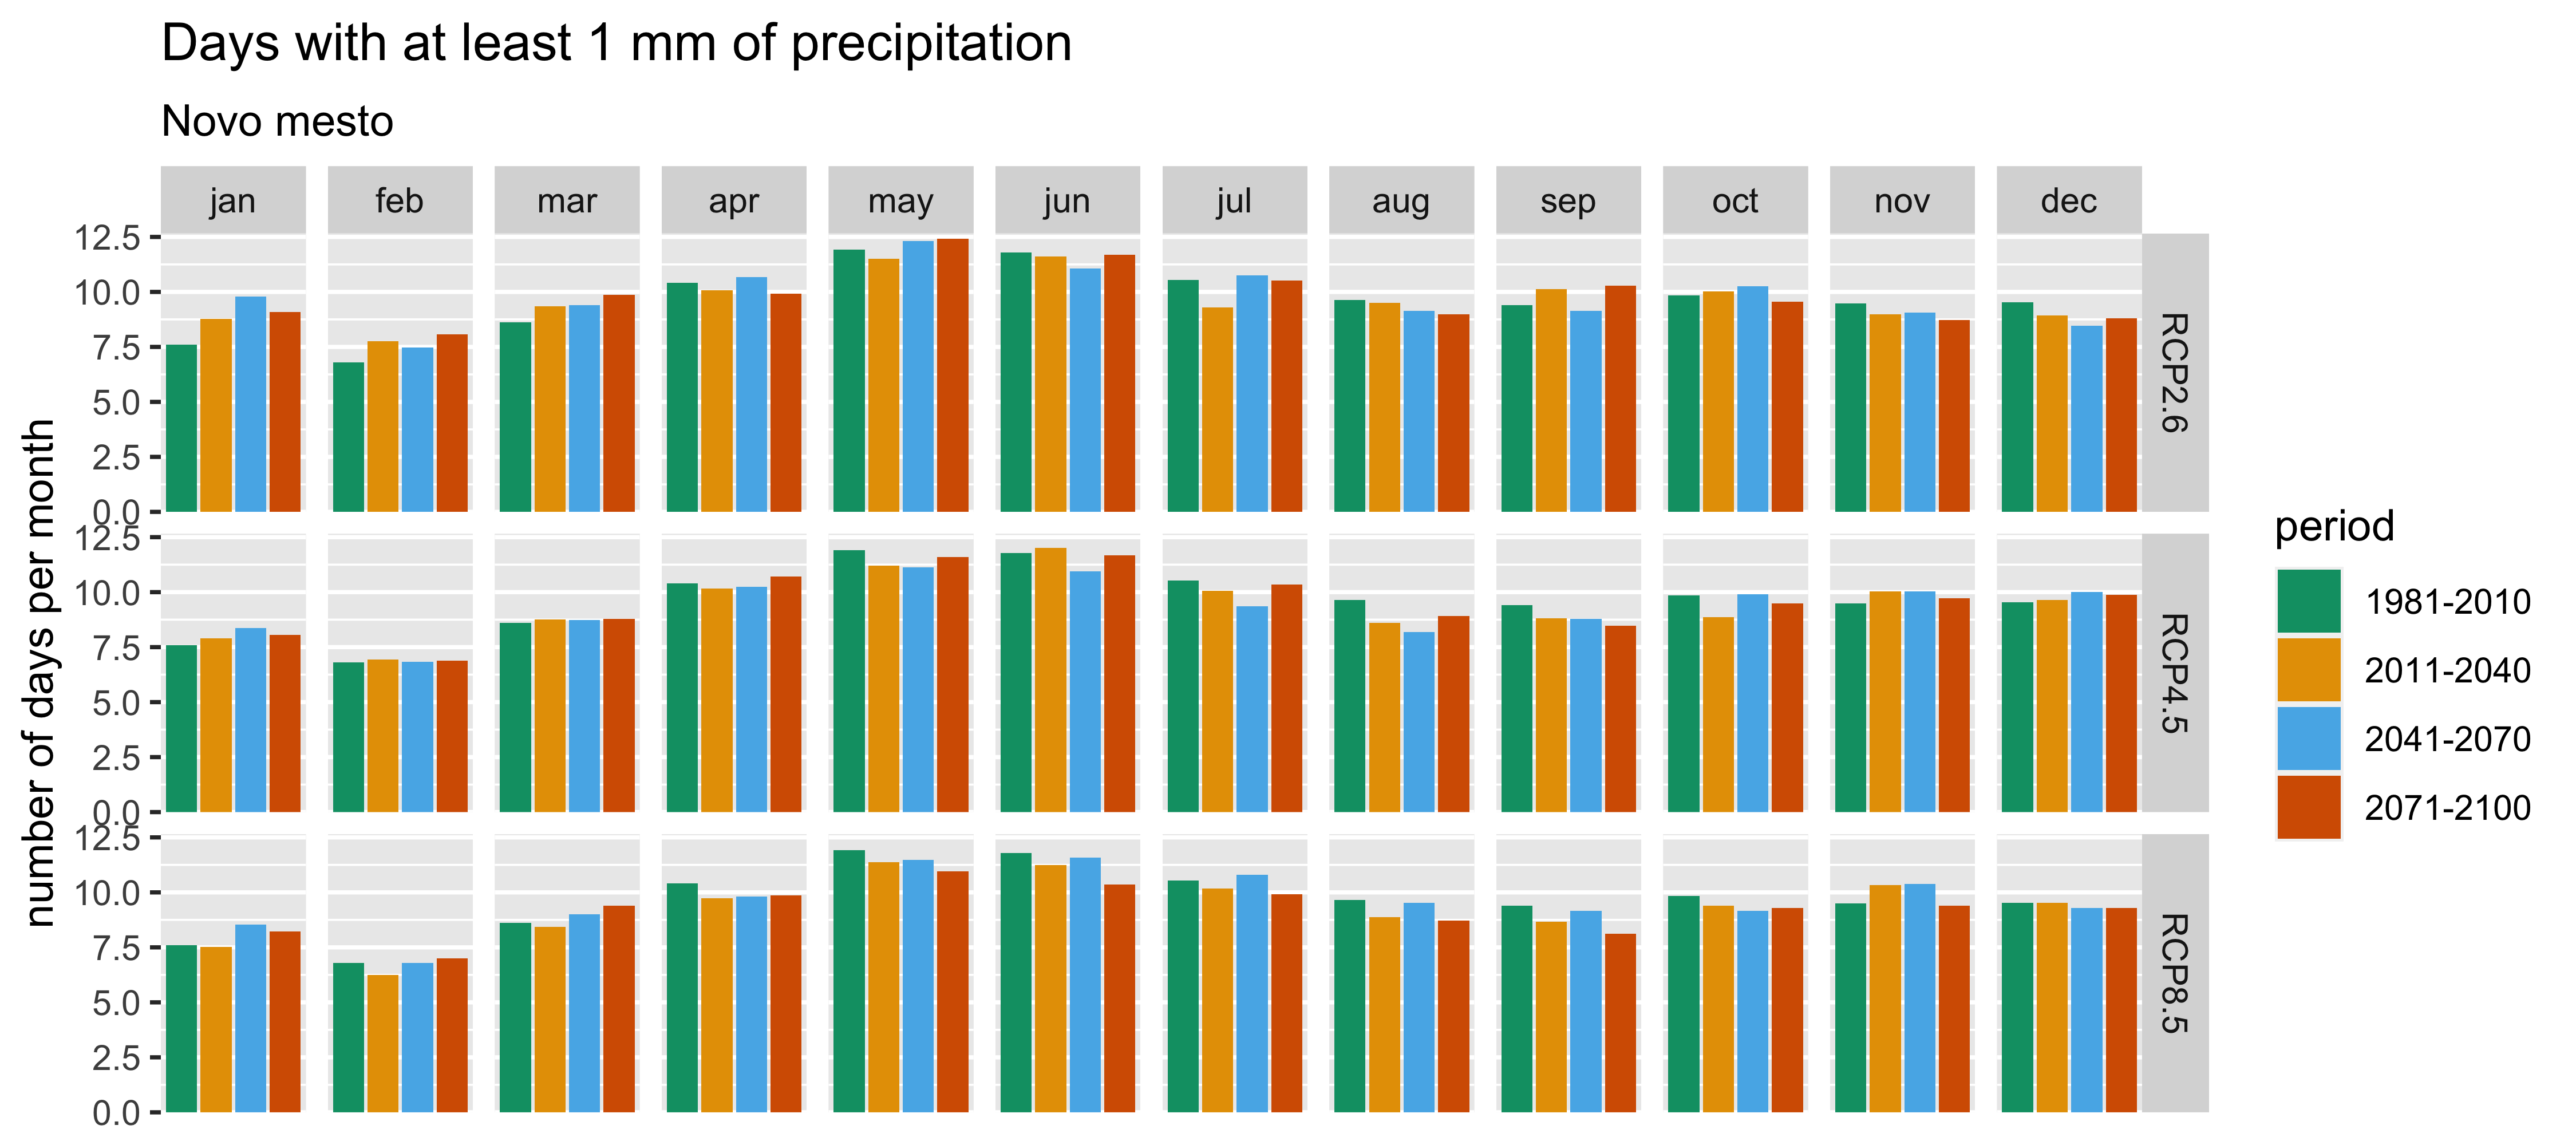 Days with at least 1 mm of precipitation
Novo mesto
jan feb mar apr may jun jul aug sep oct nov dec
number of days per month
12.5
10.0
7.5
5.0
2.5
0.0
RCP2.6
12.5
10.0
7.5
5.0
2.5
0.0
RCP4.5
12.5
10.0
7.5
5.0
2.5
0.0
RCP8.5
period
1981-2010
2011-2040
2041-2070
2071-2100